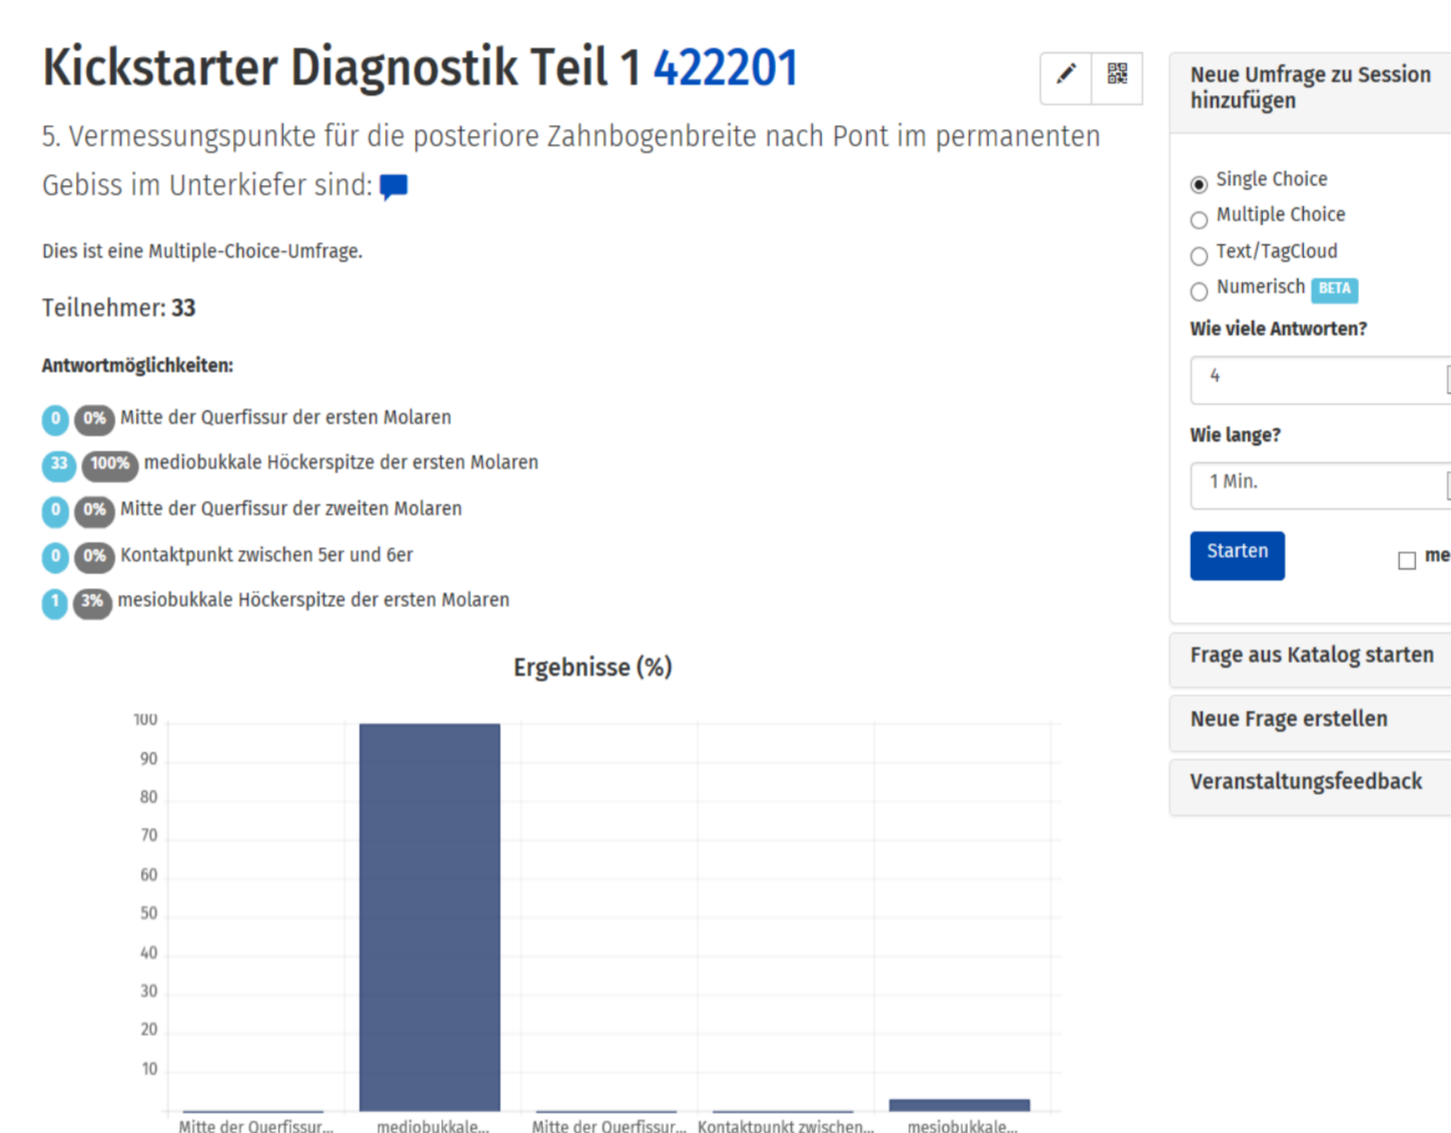 Kickstarter Diagnostik Teil 1 422201
5. Vermessungspunkte für die posteriore Zahnbogenbreite nach Pont im permanenten
Gebiss im Unterkiefer sind:
Dies ist eine Multiple-Choice-Umfrage.
Teilnehmer: 33
Antwortmöglichkeiten:
0 0% Mitte der Querfissur der ersten Molaren
33 100% mediobukkale Höckerspitze der ersten Molaren
0 0% Mitte der Querfissur der zweiten Molaren
0 0% Kontaktpunkt zwischen 5er und 6er
1 3% mesiobukkale Höckerspitze der ersten Molaren
Ergebnisse (%)
100
90
80
70
60
50
40
30
20
10
Mitte der Querfissur... mediobukkale... Mitte der Querfissur... Kontaktpunkt zwischen... mesiobukkale...
Neue Umfrage zu Session
hinzufügen
Single Choice
Multiple Choice
Text/TagCloud
Numerisch BETA
Wie viele Antworten?
4
Wie lange?
1 Min.
Starten
me
Frage aus Katalog starten
Neue Frage erstellen
Veranstaltungsfeedback